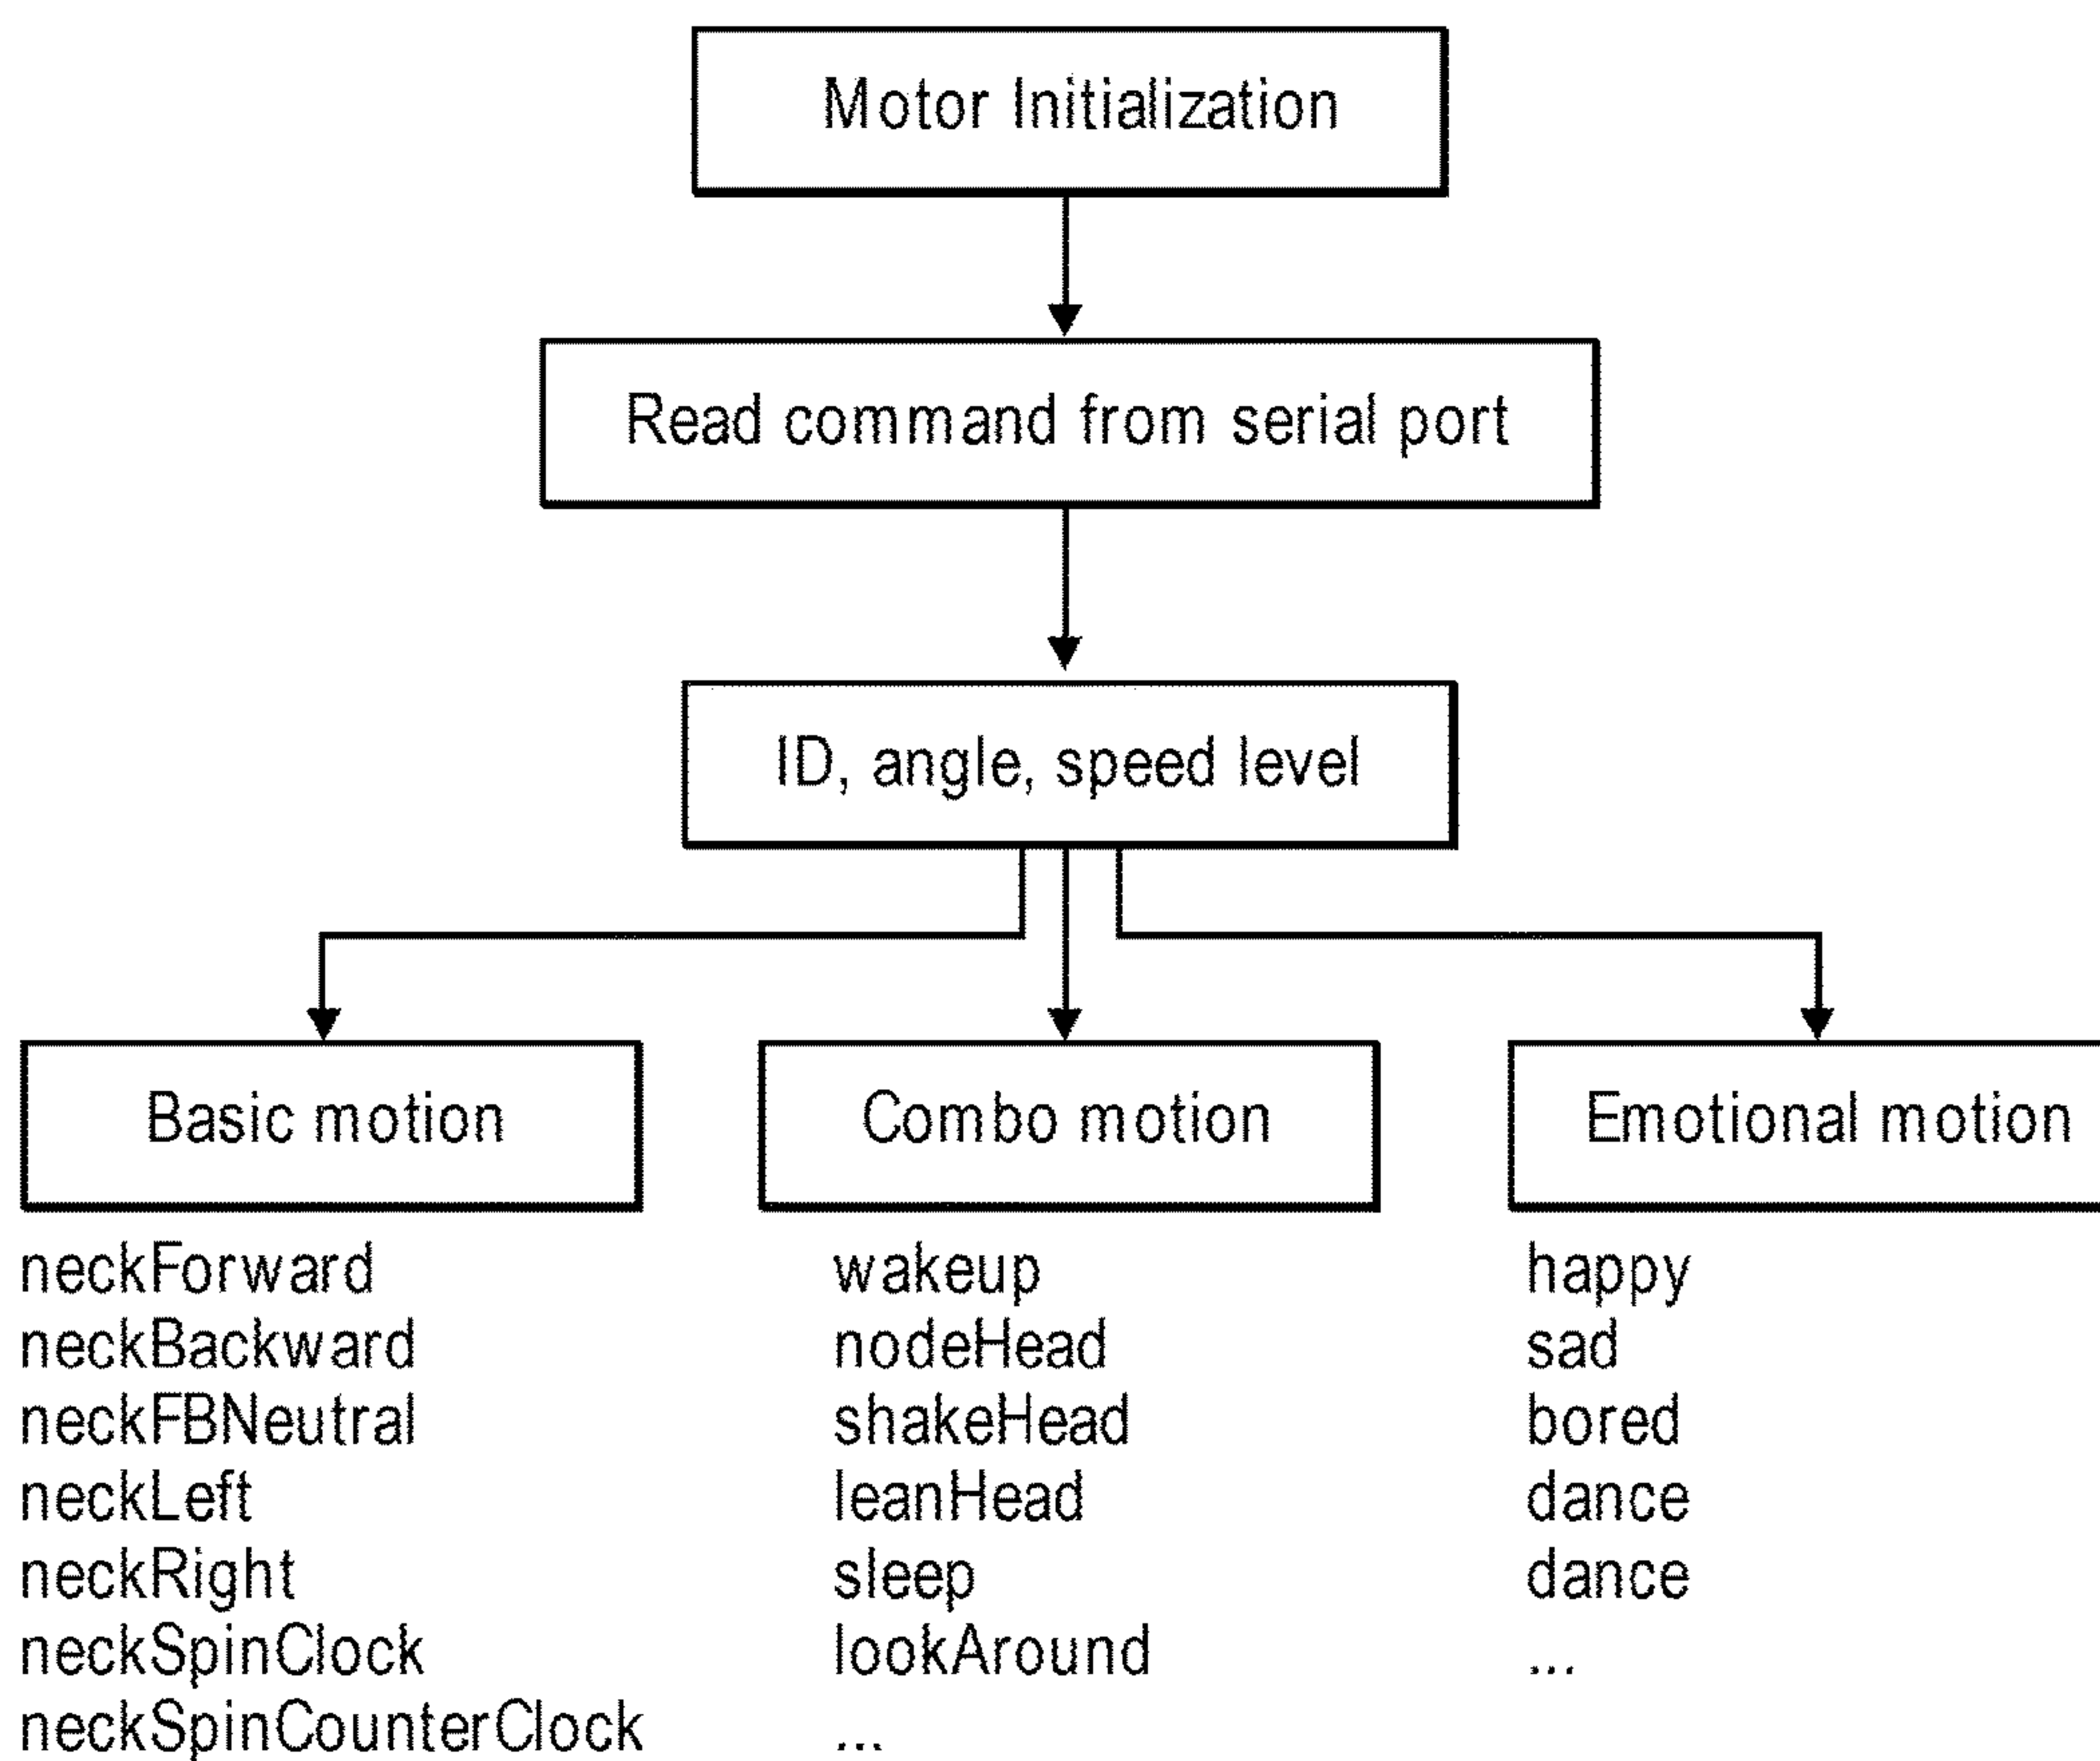 Motor Initialization
Read command from serial port
ID, angle, speed level
Basic motion
neckForward
neckBackward
neckFBNeutral
neckLeft
neckRight
neckSpinClock
neckSpinCounterClock
Combo motion
wakeup
nodeHead
shakeHead
leanHead
sleep
lookAround
...
Emotional motion
happy
sad
bored
dance
dance
...